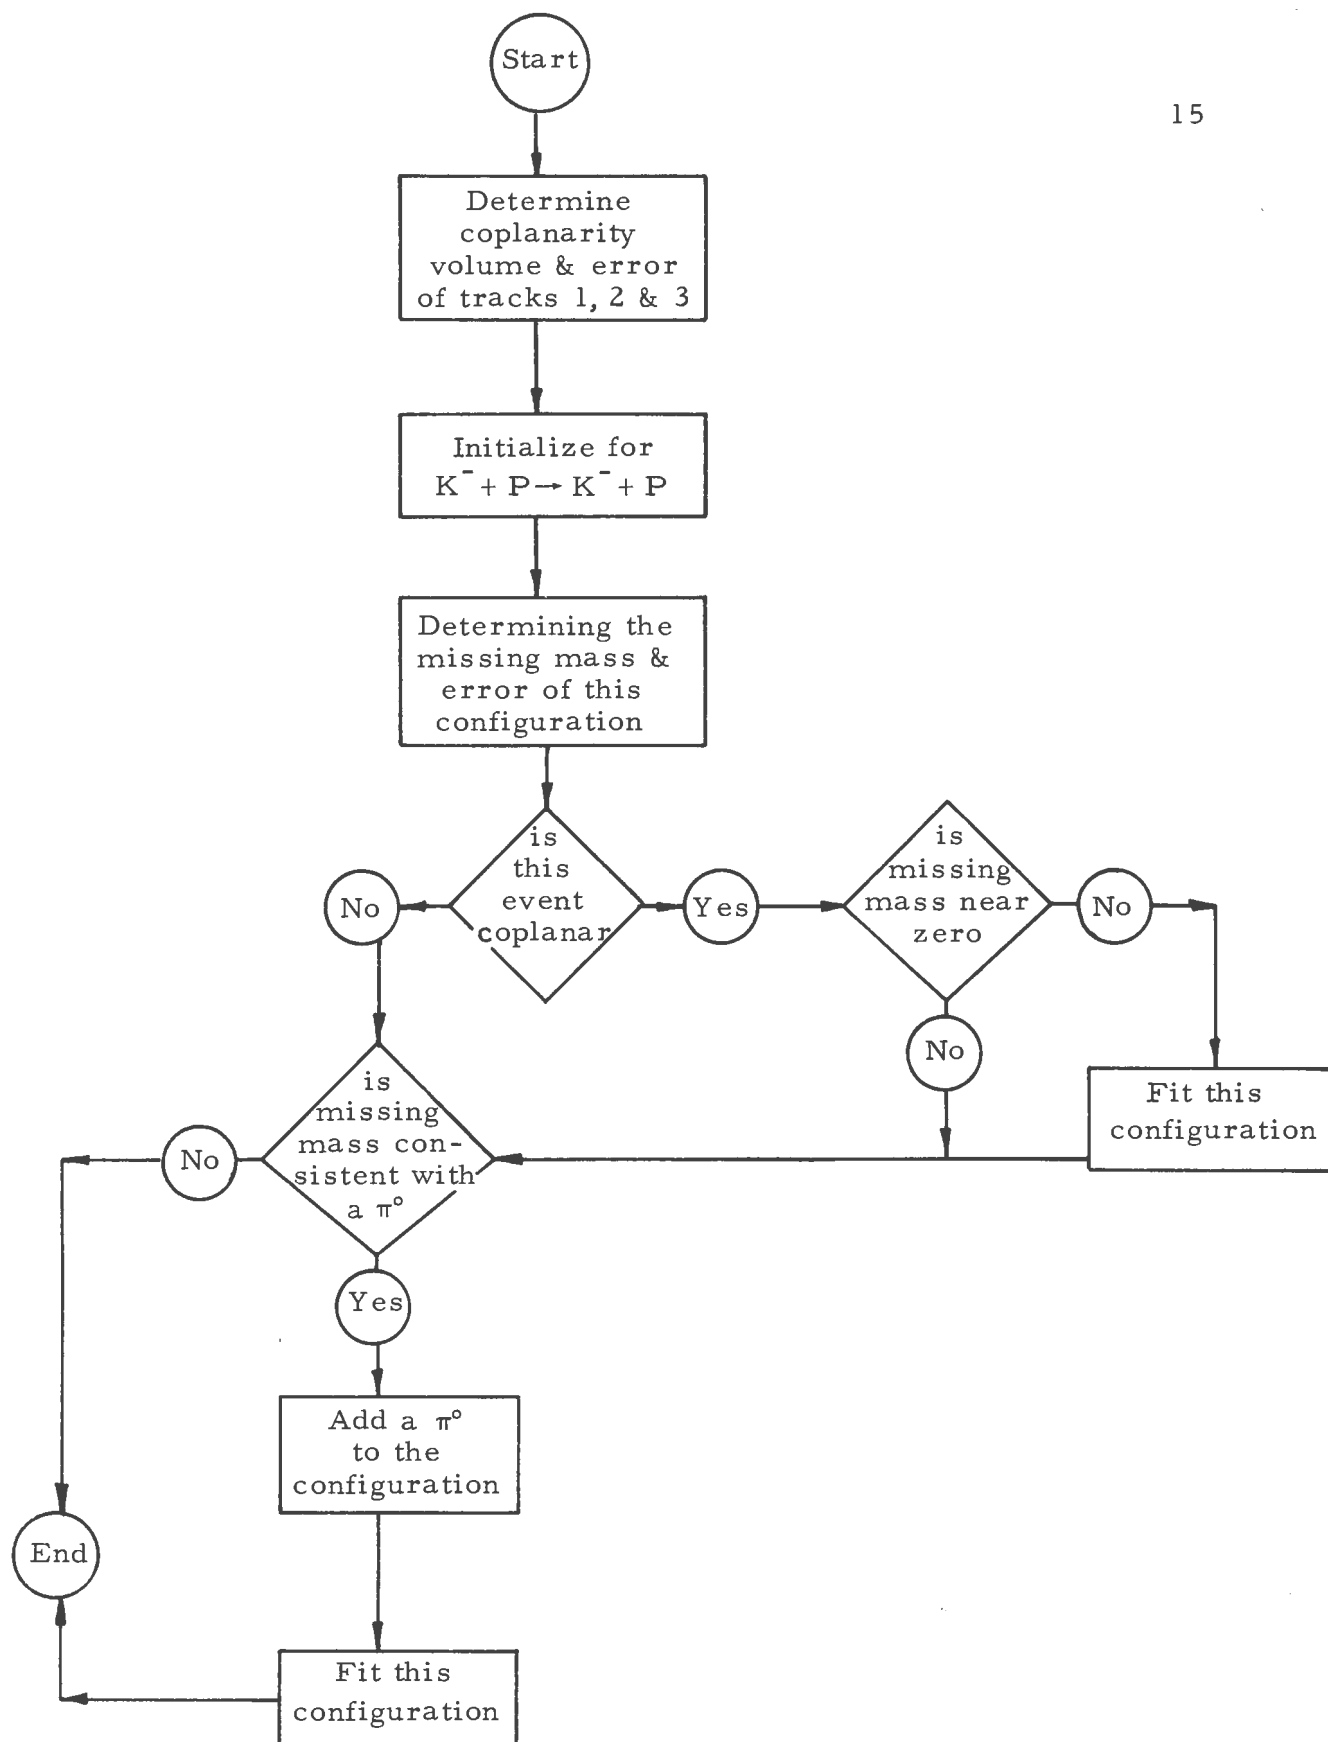 Start
15
Determine
coplanarity
volume & error
of tracks 1, 2 & 3
Initialize for
K⁻ + P → K⁻ + P
Determining the
missing mass &
error of this
configuration
is
this
event
coplanar
No
Yes
is
missing
mass near
zero
No
No
Fit this
configuration
is
missing
mass con-
sistent with
a π°
No
Yes
Add a π°
to the
configuration
End
Fit this
configuration